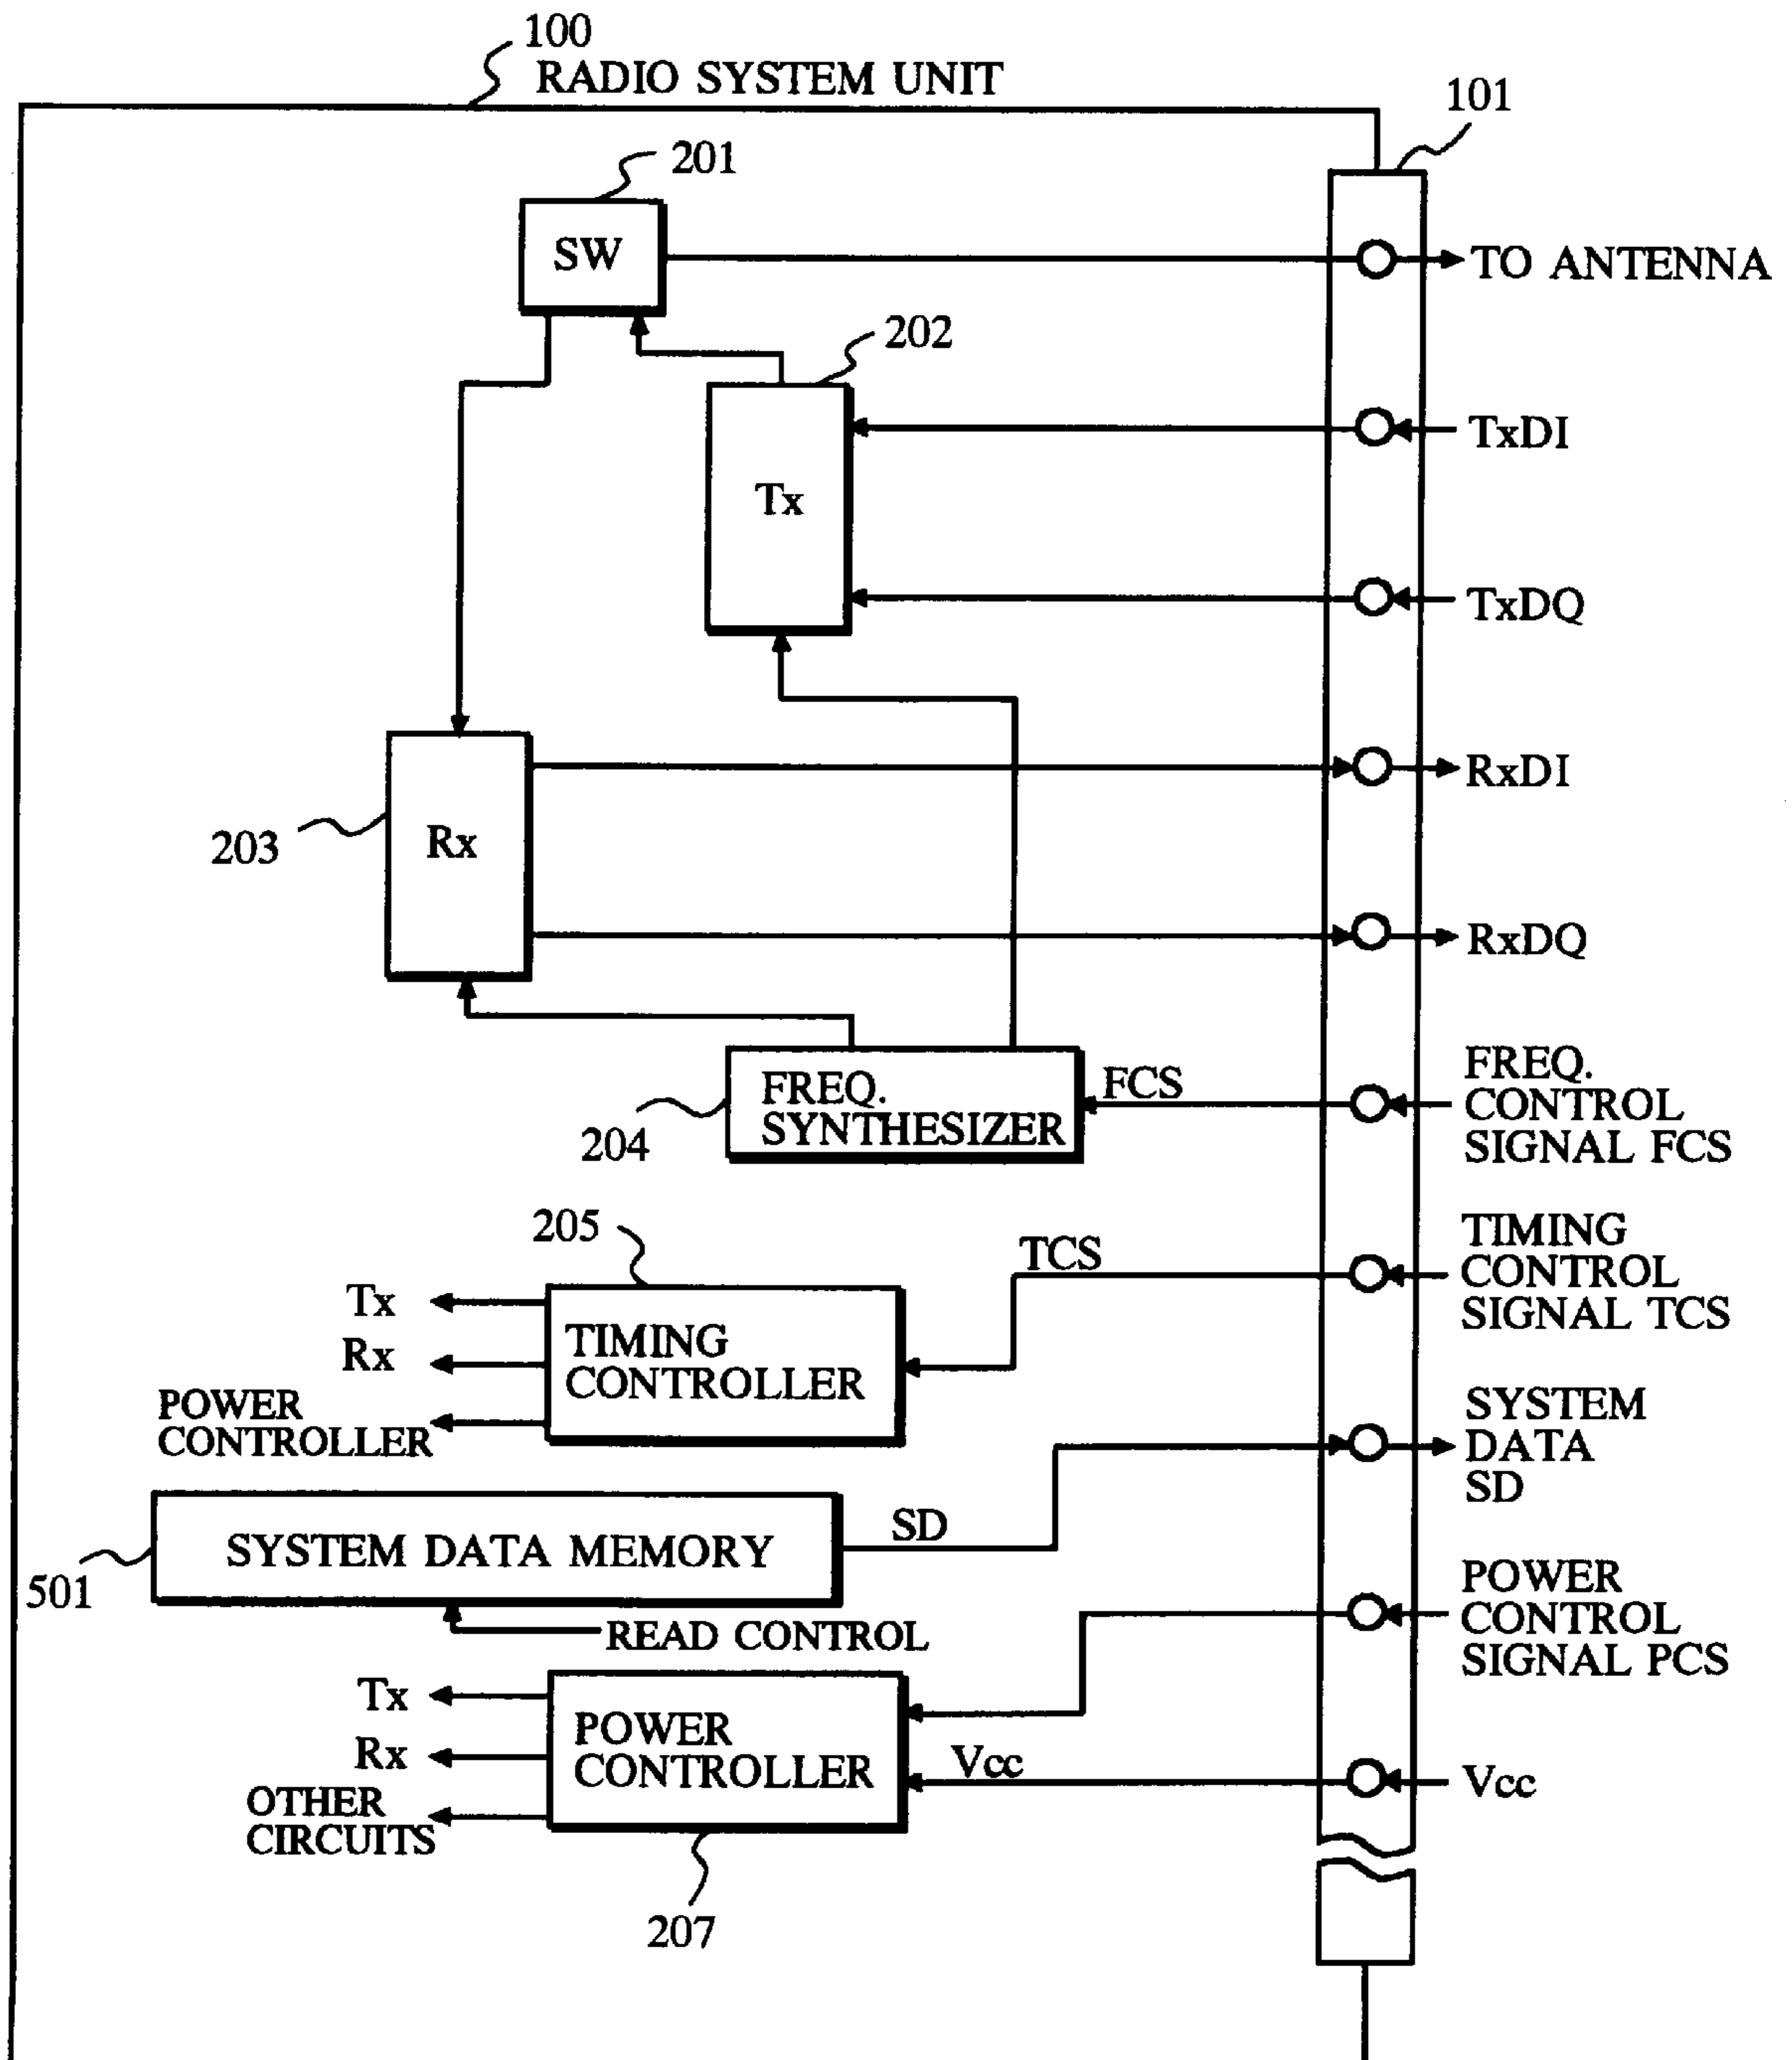 100
RADIO SYSTEM UNIT
101
201
SW
TO ANTENNA
202
TxDI
Tx
TxDQ
RxDI
203
Rx
RxDQ
FREQ.
SYNTHESIZER
204
FCS
FREQ.
CONTROL
SIGNAL FCS
205
TCS
TIMING
CONTROL
SIGNAL TCS
Tx
Rx
POWER
CONTROLLER
TIMING
CONTROLLER
SYSTEM
DATA
SD
SYSTEM DATA MEMORY
SD
501
READ CONTROL
POWER
CONTROL
SIGNAL PCS
Tx
Rx
OTHER
CIRCUITS
POWER
CONTROLLER
Vcc
Vcc
207